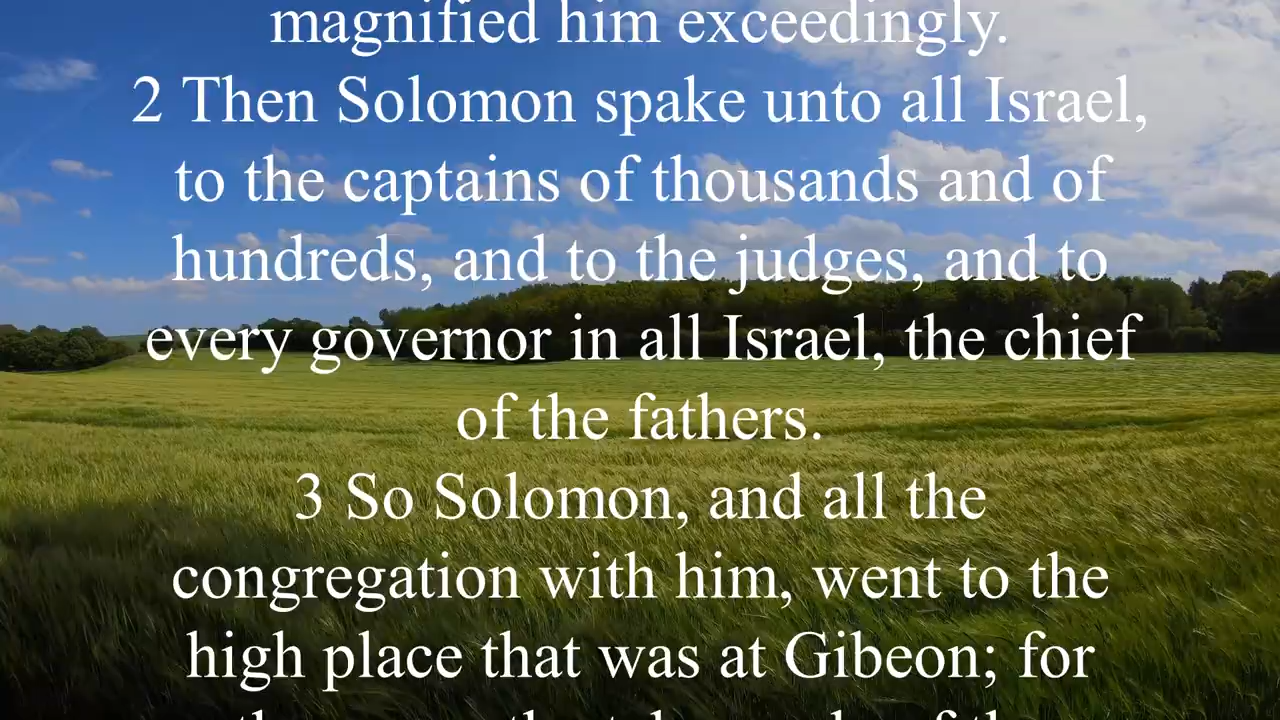 magnified him exceedingly.
2 Then Solomon spake unto all Israel,
to the captains of thousands and of
hundreds, and to the judges, and to
every governor in all Israel, the chief
of the fathers.
3 So Solomon, and all the
congregation with him, went to the
high place that was at Gibeon; for